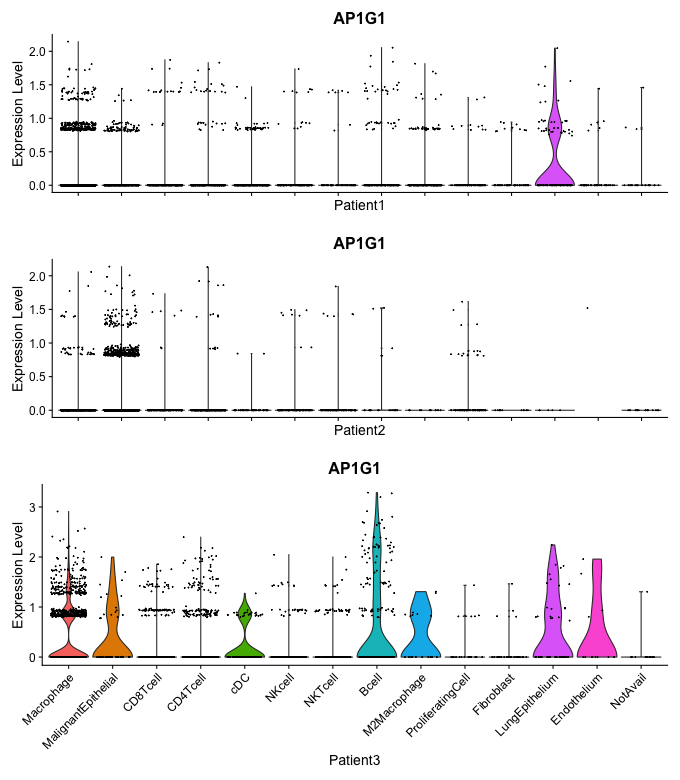 AP1G1
Expression Level
2.0
1.5
1.0
0.5
0.0
Patient1
AP1G1
Expression Level
2.0
1.5
1.0
0.5
0.0
Patient2
AP1G1
Expression Level
3
2
1
0
Macrophage
MalignantEpithelial
CD8Tcell
CD4Tcell
cDC
NKcell
NKTcell
Bcell
M2Macrophage
ProliferatingCell
Fibroblast
LungEpithelium
Endothelium
NotAvail
Patient3